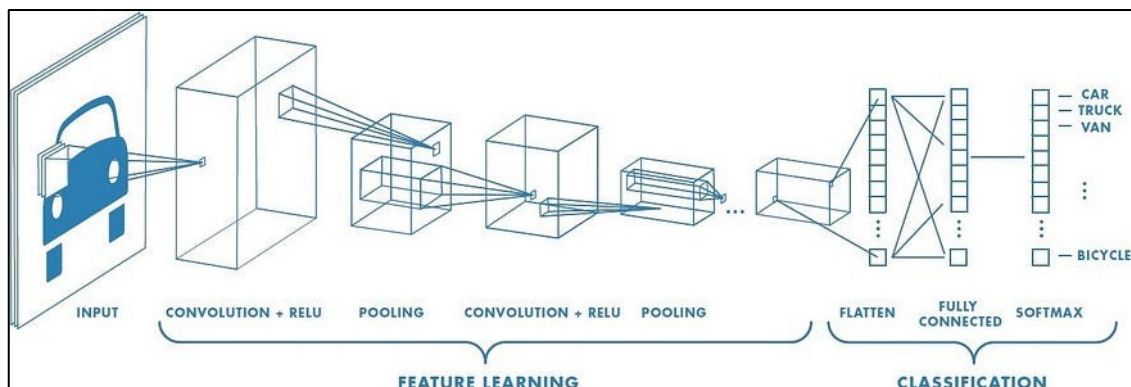 CAR
TRUCK
VAN
BICYCLE
INPUT
CONVOLUTION + RELU
POOLING
CONVOLUTION + RELU
POOLING
FLATTEN
FULLY
CONNECTED
SOFTMAX
FEATURE LEARNING
CLASSIFICATION